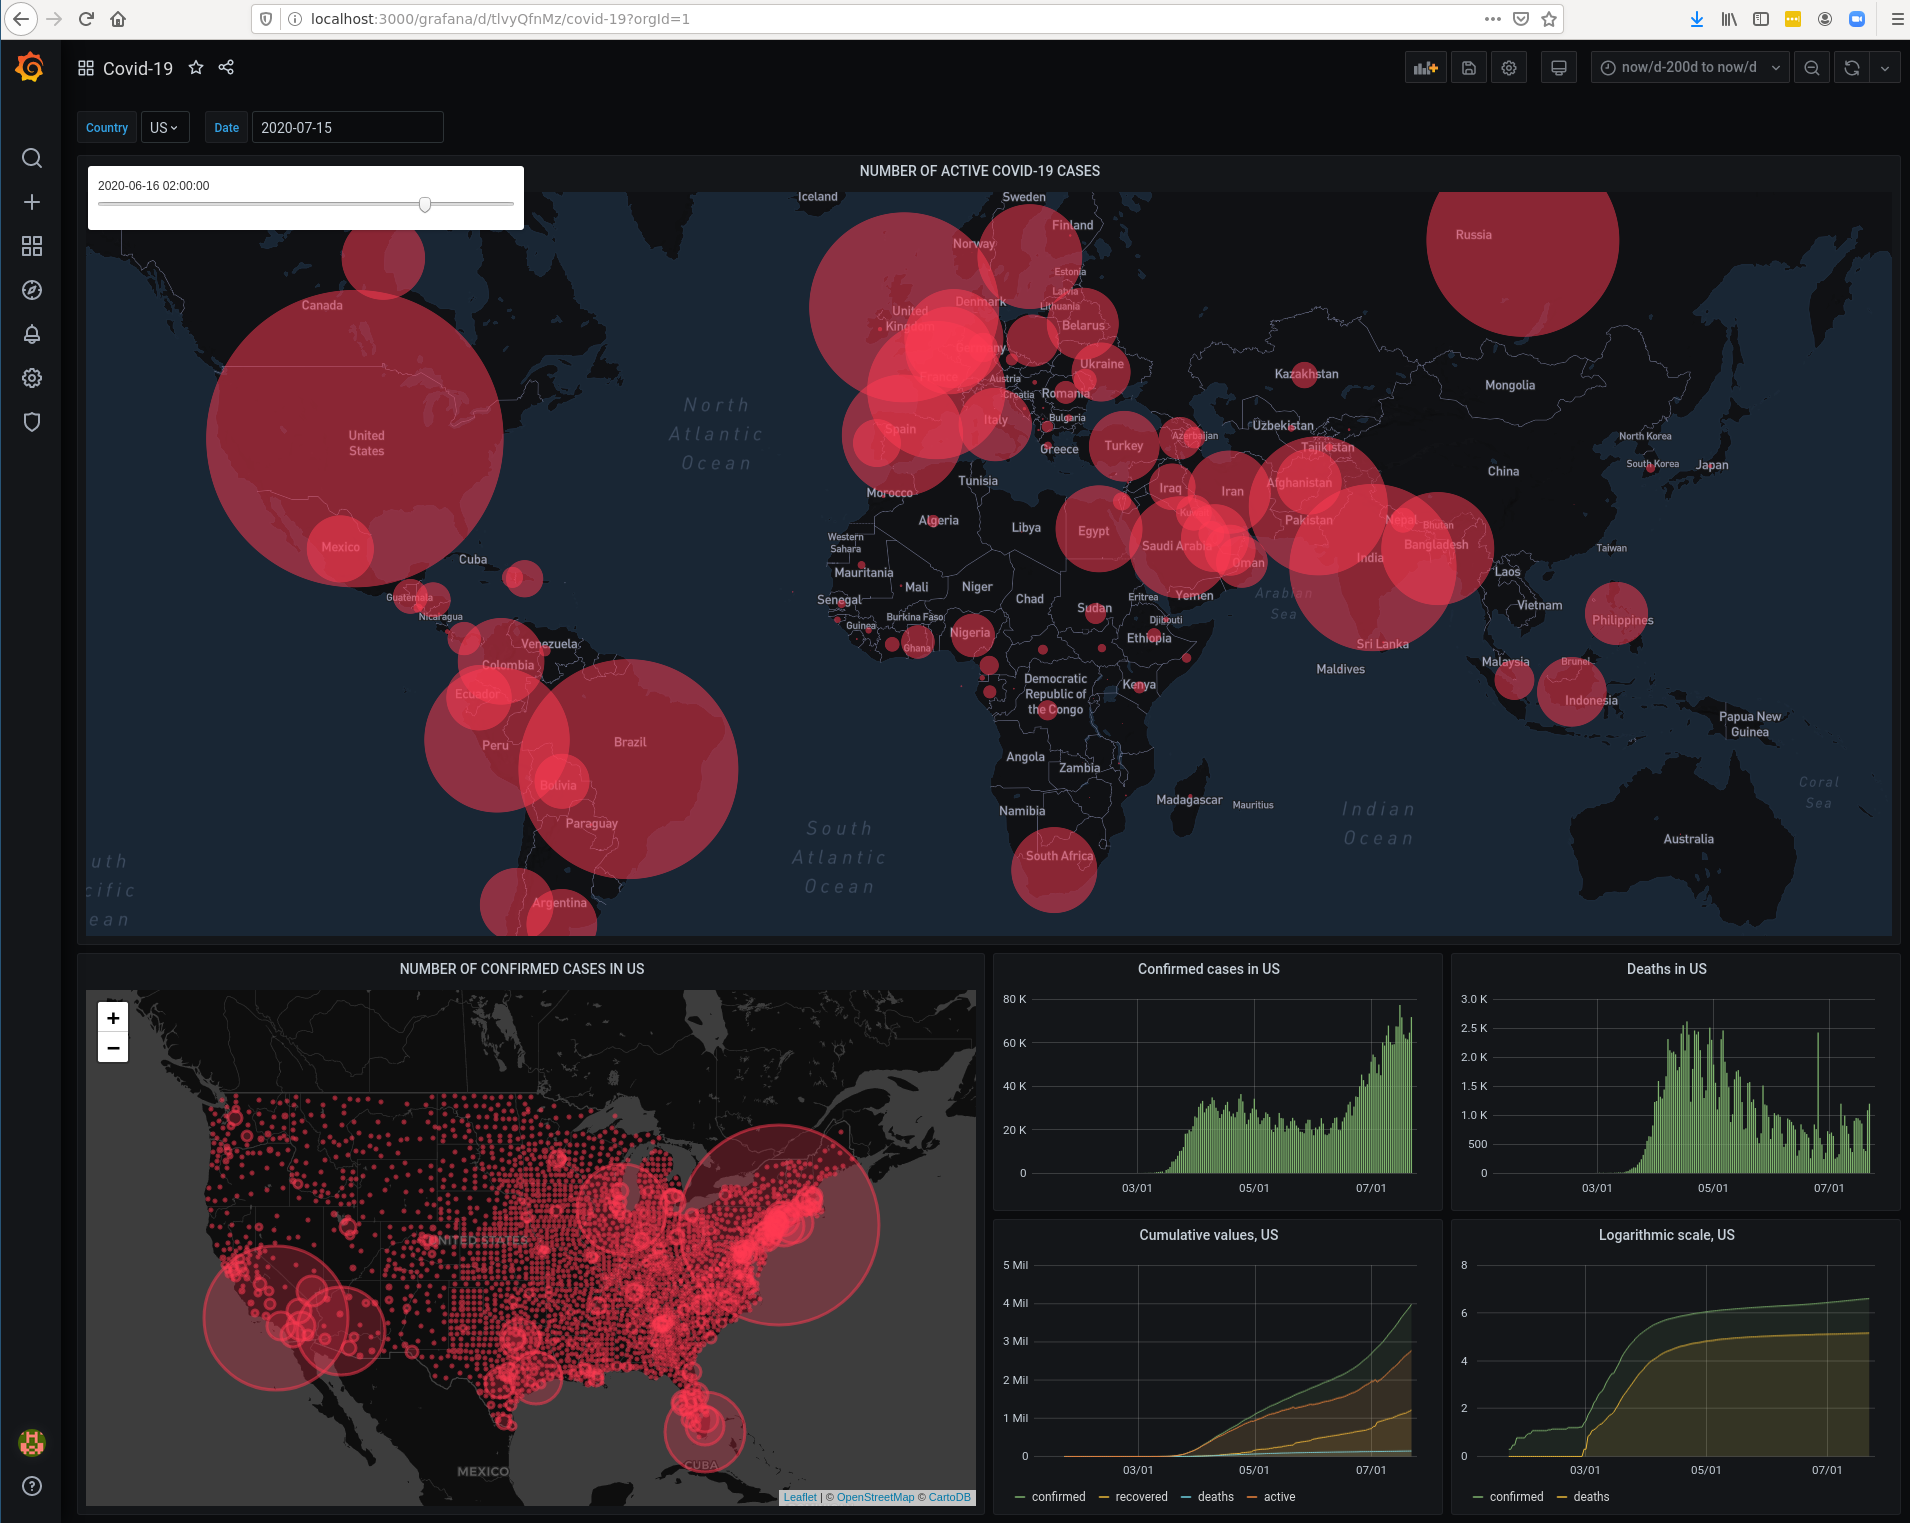 localhost:3000/grafana/d/tlvyQfnMz/covid-19?orgId=1
Covid-19
now/d-200d to now/d
Country
US
Date
2020-07-15
NUMBER OF ACTIVE COVID-19 CASES
2020-06-16 02:00:00
Iceland
Sweden
Finland
Russia
Norway
Estonia
Latvia
Lithuania
Canada
Denmark
United
Kingdom
Belarus
Germany
Ukraine
France
Austria
Kazakhstan
Mongolia
Croatia
Romania
North
Atlantic
Ocean
Bulgaria
Italy
Spain
Uzbekistan
United
States
Turkey
Azerbaijan
Greece
Tajikistan
North Korea
South Korea
Japan
China
Tunisia
Morocco
Iraq
Iran
Afghanistan
Algeria
Libya
Egypt
Pakistan
Nepal
Bhutan
Western
Sahara
Saudi Arabia
Bangladesh
Mexico
Cuba
India
Taiwan
Oman
Mauritania
Laos
Mali
Niger
Guatemala
Senegal
Chad
Eritrea
Yemen
Arabian
Sea
Vietnam
Nicaragua
Guinea
Burkina Faso
Sudan
Djibouti
Philippines
Nigeria
Ethiopia
Venezuela
Ghana
Sri Lanka
Colombia
Malaysia
Brunei
Maldives
Democratic
Republic of
the Congo
Kenya
Ecuador
Indonesia
Papua New
Guinea
Peru
Brazil
Angola
Zambia
Bolivia
Coral
Sea
Madagascar
Mauritius
Namibia
Indian
Ocean
Paraguay
South
Atlantic
Ocean
Australia
South Africa
uth
cific
ean
Argentina
NUMBER OF CONFIRMED CASES IN US
+
−
NITED STATES
MEXICO
CUBA
Leaflet | © OpenStreetMap © CartoDB
Confirmed cases in US
80 K
60 K
40 K
20 K
0
03/01 05/01 07/01
Deaths in US
3.0 K
2.5 K
2.0 K
1.5 K
1.0 K
500
0
03/01 05/01 07/01
Cumulative values, US
5 Mil
4 Mil
3 Mil
2 Mil
1 Mil
0
03/01 05/01 07/01
confirmed recovered deaths active
Logarithmic scale, US
8
6
4
2
0
03/01 05/01 07/01
confirmed deaths